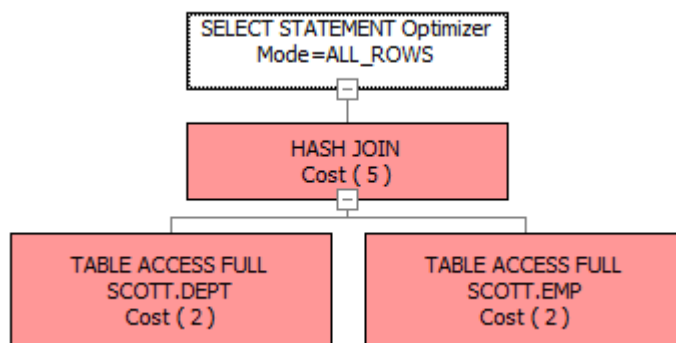 SELECT STATEMENT Optimizer
Mode=ALL_ROWS
HASH JOIN
Cost ( 5 )
TABLE ACCESS FULL
SCOTT.DEPT
Cost ( 2 )
TABLE ACCESS FULL
SCOTT.EMP
Cost ( 2 )